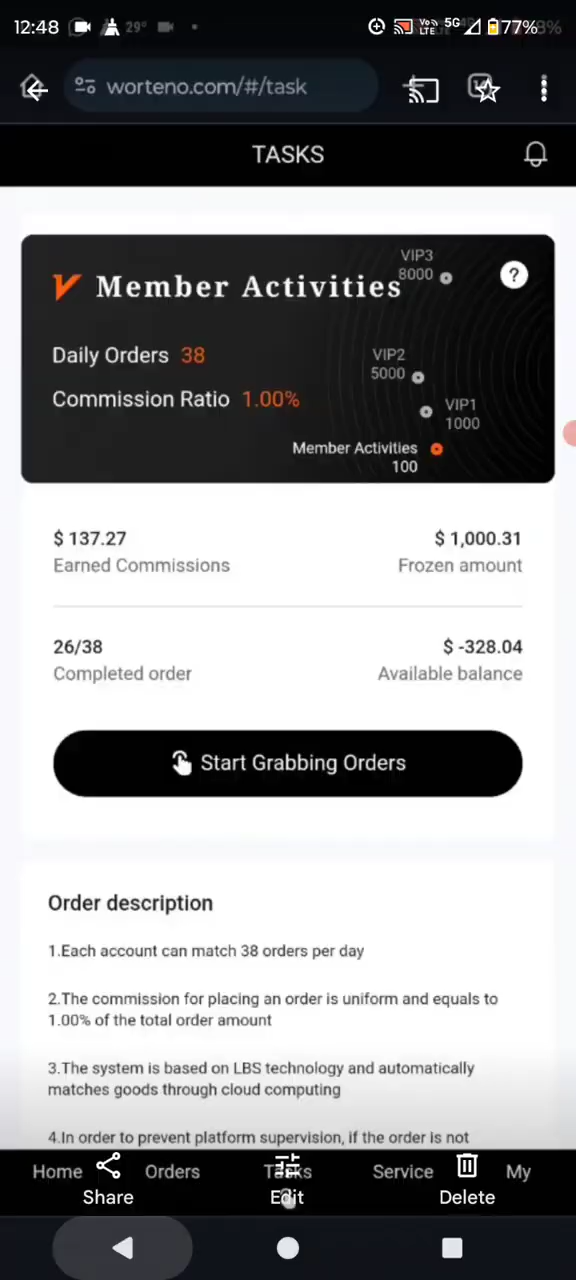 12:48 29° Vo) LTE 5G 77%
worteno.com/#/task
TASKS
VIP3
8000
?
Member Activities
Daily Orders 38
VIP2
5000
Commission Ratio 1.00%
VIP1
1000
Member Activities
100
$ 137.27
$ 1,000.31
Earned Commissions
Frozen amount
26/38
$ -328.04
Completed order
Available balance
Start Grabbing Orders
Order description
1.Each account can match 38 orders per day
2.The commission for placing an order is uniform and equals to
1.00% of the total order amount
3.The system is based on LBS technology and automatically
matches goods through cloud computing
4.In order to prevent platform supervision, if the order is not
Home Orders Tasks Service My
Share Edit Delete